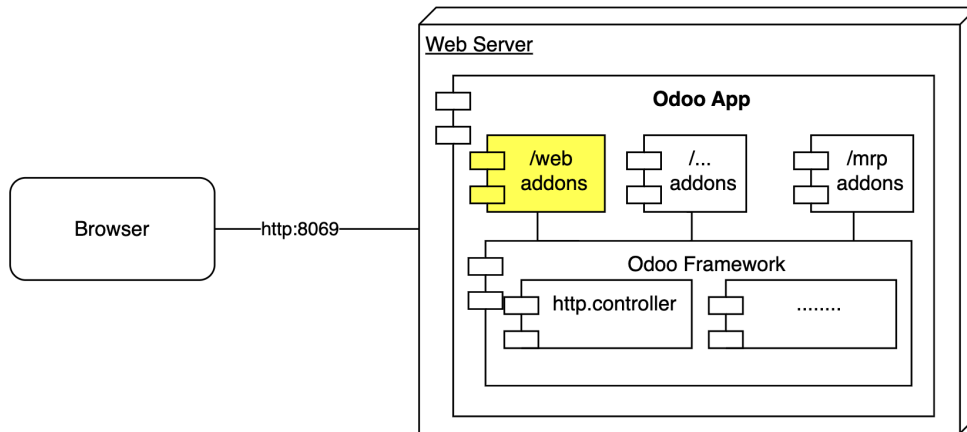 Web Server
Odoo App
/web
addons
/...
addons
/mrp
addons
Browser
http:8069
Odoo Framework
http.controller
........